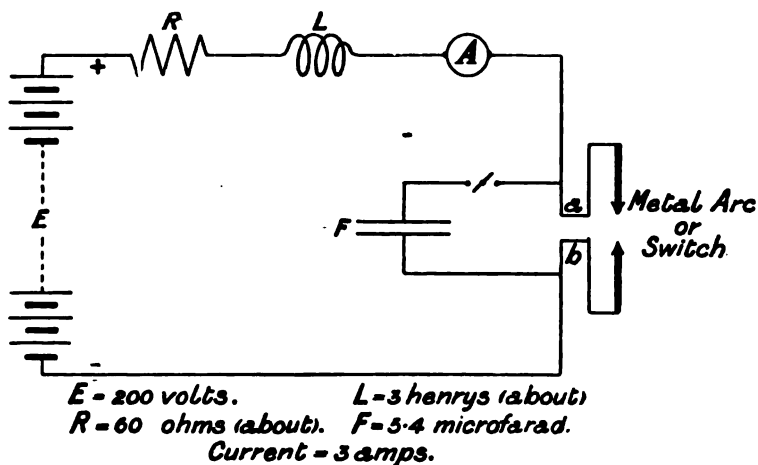 R
L
A
+
E
F
a
b
Metal Arc
or
Switch
-
E = 200 volts. L = 3 henrys (about)
R = 60 ohms (about). F = 5·4 microfarad.
Current = 3 amps.